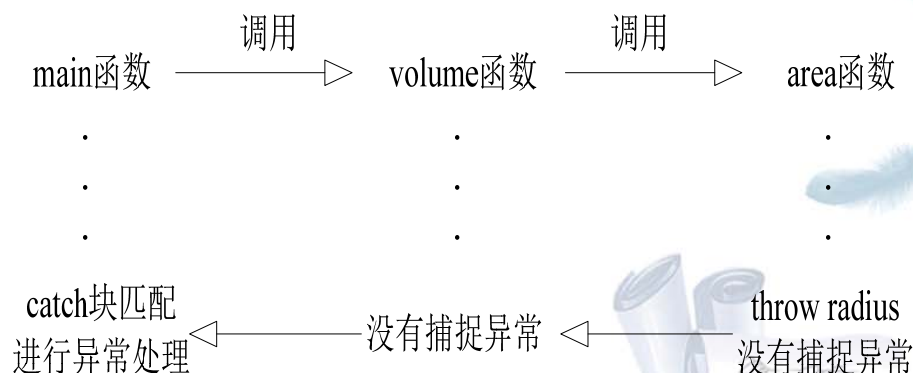 调用 调用
main函数 volume函数 area函数
catch块匹配
进行异常处理
没有捕捉异常
throw radius
没有捕捉异常